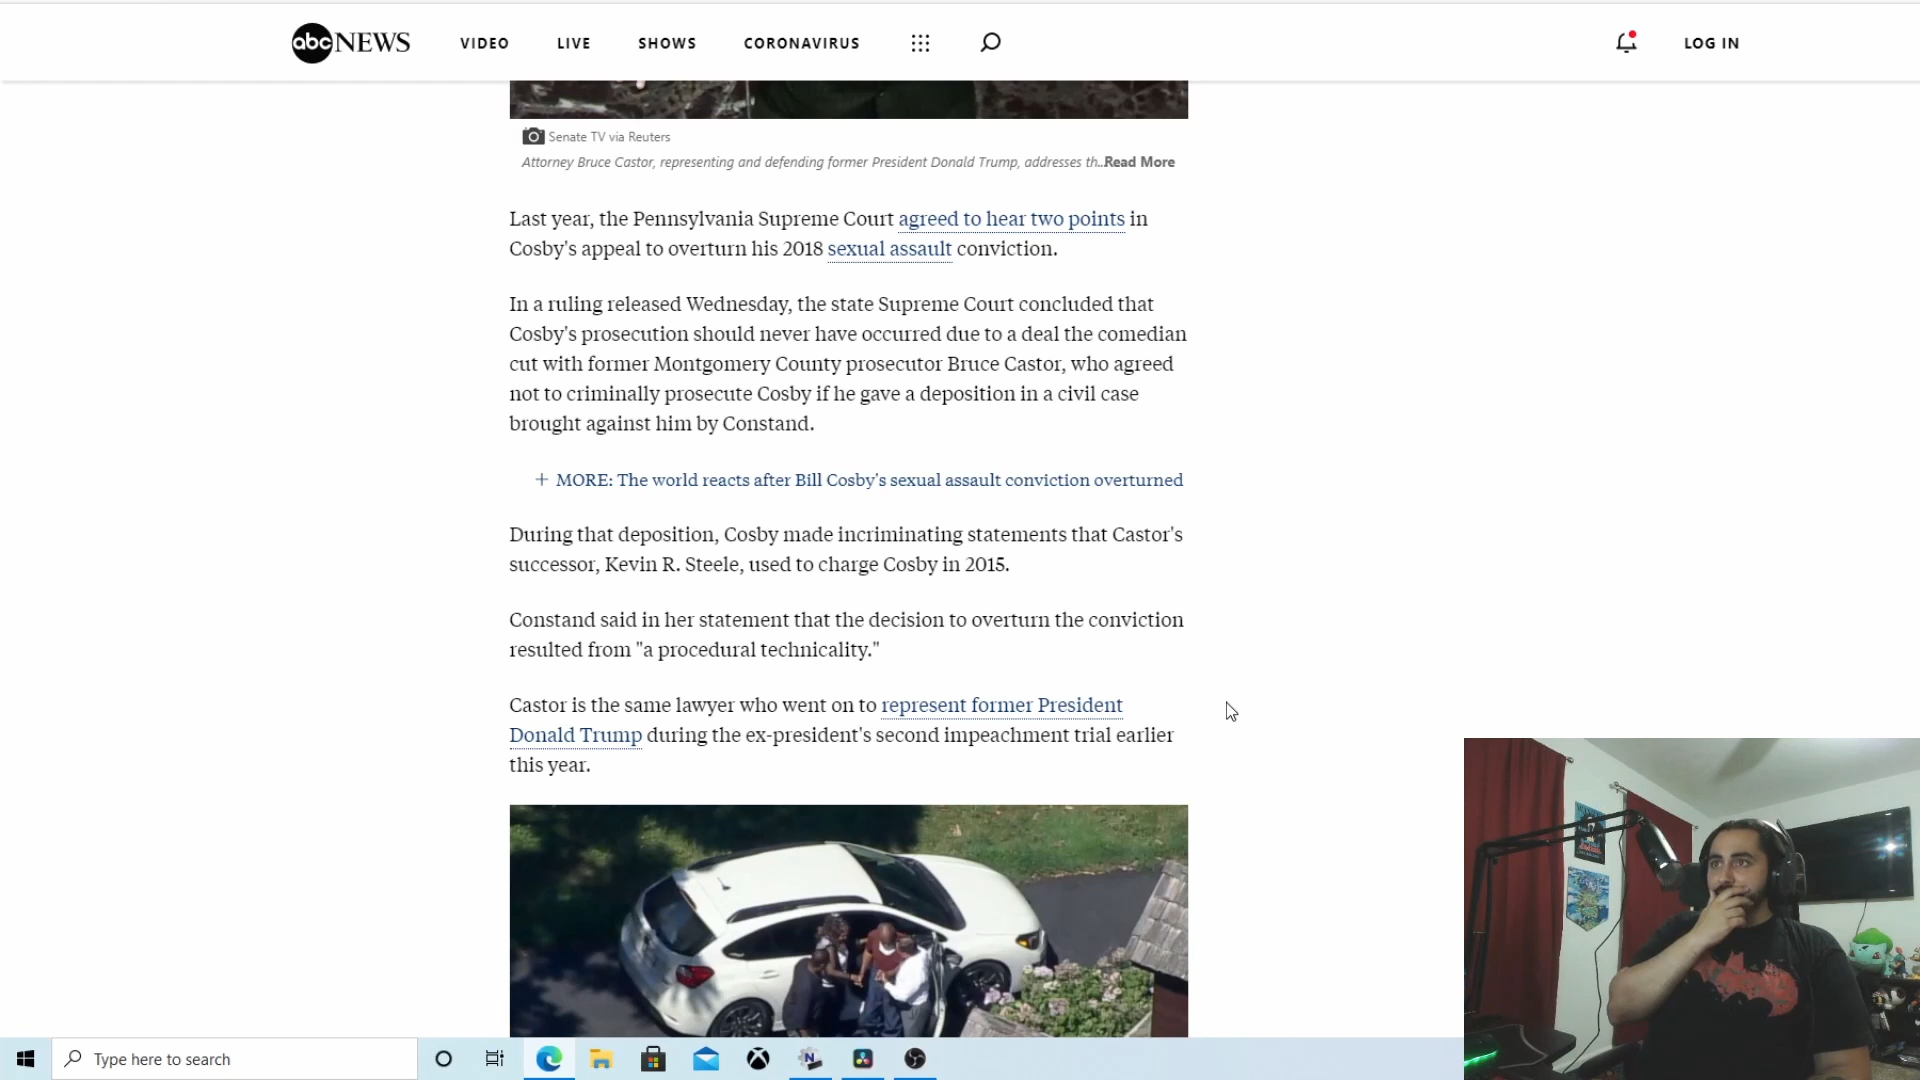 abc NEWS VIDEO LIVE SHOWS CORONAVIRUS LOG IN
Senate TV via Reuters
Attorney Bruce Castor, representing and defending former President Donald Trump, addresses th..Read More
Last year, the Pennsylvania Supreme Court agreed to hear two points in
Cosby's appeal to overturn his 2018 sexual assault conviction.
In a ruling released Wednesday, the state Supreme Court concluded that
Cosby's prosecution should never have occurred due to a deal the comedian
cut with former Montgomery County prosecutor Bruce Castor, who agreed
not to criminally prosecute Cosby if he gave a deposition in a civil case
brought against him by Constand.
+ MORE: The world reacts after Bill Cosby's sexual assault conviction overturned
During that deposition, Cosby made incriminating statements that Castor's
successor, Kevin R. Steele, used to charge Cosby in 2015.
Constand said in her statement that the decision to overturn the conviction
resulted from "a procedural technicality."
Castor is the same lawyer who went on to represent former President
Donald Trump during the ex-president's second impeachment trial earlier
this year.
Type here to search